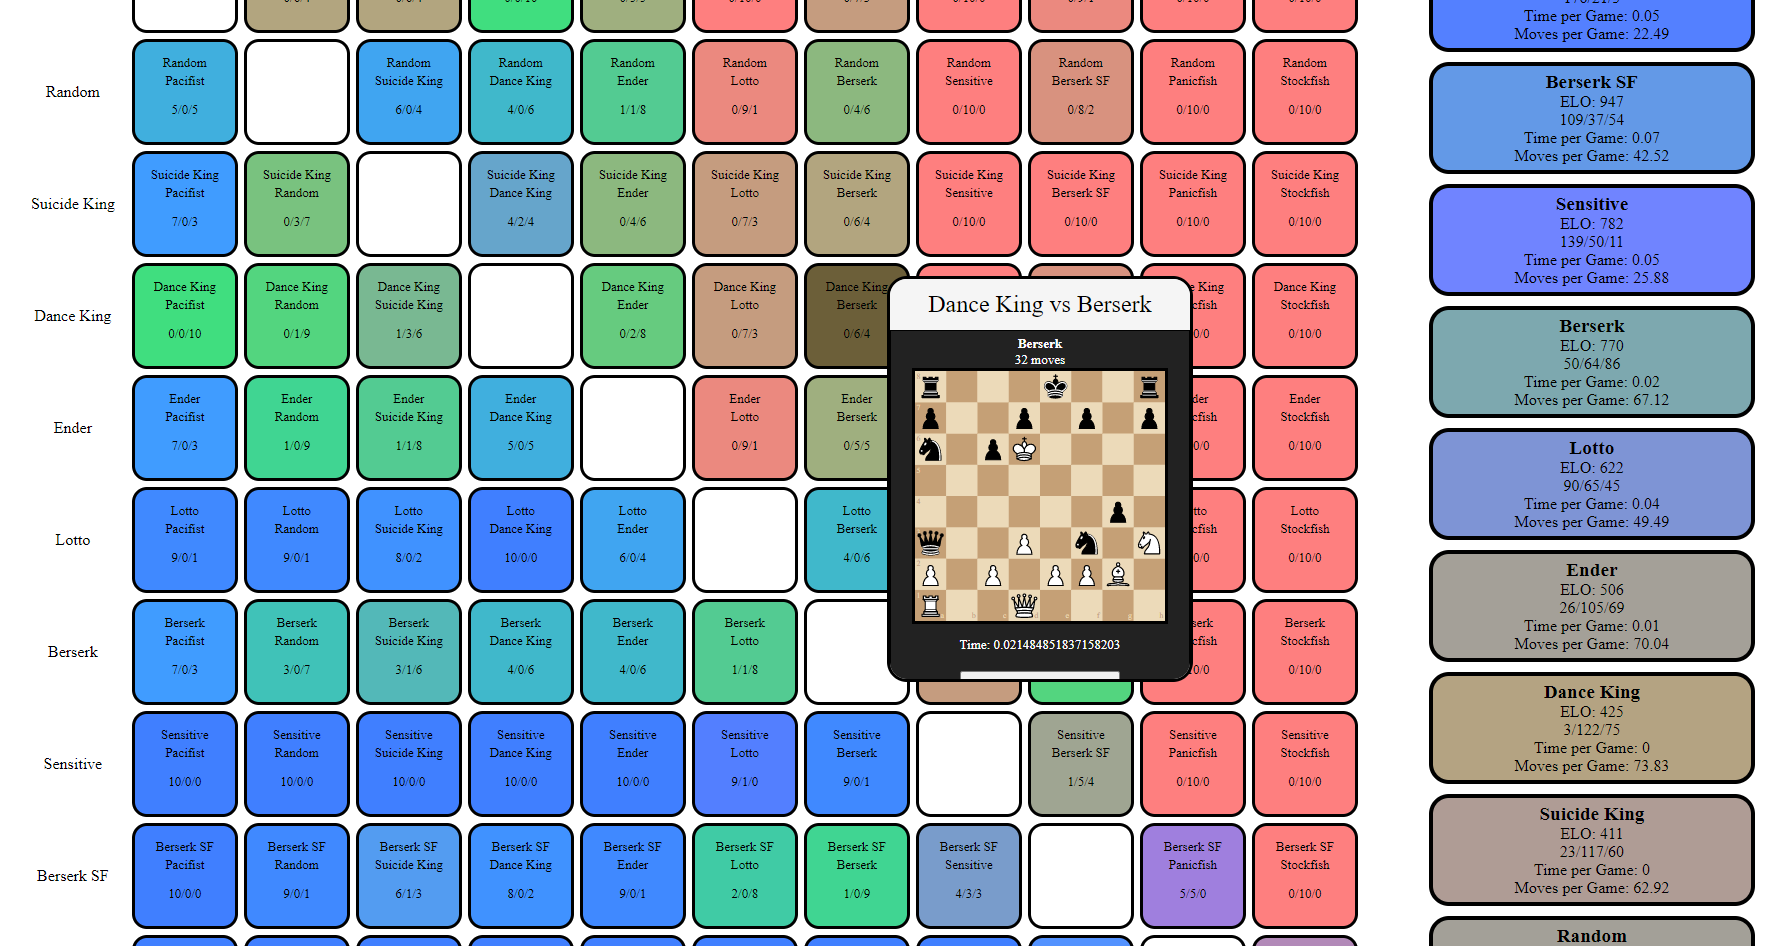 Random
Random
Pacifist
5/0/5
Random
Suicide King
6/0/4
Random
Dance King
4/0/6
Random
Ender
1/1/8
Random
Lotto
0/9/1
Random
Berserk
0/4/6
Random
Sensitive
0/10/0
Random
Berserk SF
0/8/2
Random
Panicfish
0/10/0
Random
Stockfish
0/10/0
Suicide King
Suicide King
Pacifist
7/0/3
Suicide King
Random
0/3/7
Suicide King
Dance King
4/2/4
Suicide King
Ender
0/4/6
Suicide King
Lotto
0/7/3
Suicide King
Berserk
0/6/4
Suicide King
Sensitive
0/10/0
Suicide King
Berserk SF
0/10/0
Suicide King
Panicfish
0/10/0
Suicide King
Stockfish
0/10/0
Dance King
Dance King
Pacifist
0/0/10
Dance King
Random
0/1/9
Dance King
Suicide King
1/3/6
Dance King
Ender
0/2/8
Dance King
Lotto
0/7/3
Dance King
Berserk
0/6/4
Dance King
Stockfish
0/10/0
Ender
Ender
Pacifist
7/0/3
Ender
Random
1/0/9
Ender
Suicide King
1/1/8
Ender
Dance King
5/0/5
Ender
Lotto
0/9/1
Ender
Berserk
0/5/5
Ender
Stockfish
0/10/0
Lotto
Lotto
Pacifist
9/0/1
Lotto
Random
9/0/1
Lotto
Suicide King
8/0/2
Lotto
Dance King
10/0/0
Lotto
Ender
6/0/4
Lotto
Berserk
4/0/6
Lotto
Stockfish
0/10/0
Berserk
Berserk
Pacifist
7/0/3
Berserk
Random
3/0/7
Berserk
Suicide King
3/1/6
Berserk
Dance King
4/0/6
Berserk
Ender
4/0/6
Berserk
Lotto
1/1/8
Berserk
Stockfish
0/10/0
Sensitive
Sensitive
Pacifist
10/0/0
Sensitive
Random
10/0/0
Sensitive
Suicide King
10/0/0
Sensitive
Dance King
10/0/0
Sensitive
Ender
10/0/0
Sensitive
Lotto
9/1/0
Sensitive
Berserk
9/0/1
Sensitive
Berserk SF
1/5/4
Sensitive
Panicfish
0/10/0
Sensitive
Stockfish
0/10/0
Berserk SF
Berserk SF
Pacifist
10/0/0
Berserk SF
Random
9/0/1
Berserk SF
Suicide King
6/1/3
Berserk SF
Dance King
8/0/2
Berserk SF
Ender
9/0/1
Berserk SF
Lotto
2/0/8
Berserk SF
Berserk
1/0/9
Berserk SF
Sensitive
4/3/3
Berserk SF
Panicfish
5/5/0
Berserk SF
Stockfish
0/10/0
Dance King vs Berserk
Berserk
32 moves
Time: 0.021484851837158203
Time per Game: 0.05
Moves per Game: 22.49
Berserk SF
ELO: 947
109/37/54
Time per Game: 0.07
Moves per Game: 42.52
Sensitive
ELO: 782
139/50/11
Time per Game: 0.05
Moves per Game: 25.88
Berserk
ELO: 770
50/64/86
Time per Game: 0.02
Moves per Game: 67.12
Lotto
ELO: 622
90/65/45
Time per Game: 0.04
Moves per Game: 49.49
Ender
ELO: 506
26/105/69
Time per Game: 0.01
Moves per Game: 70.04
Dance King
ELO: 425
3/122/75
Time per Game: 0
Moves per Game: 73.83
Suicide King
ELO: 411
23/117/60
Time per Game: 0
Moves per Game: 62.92
Random